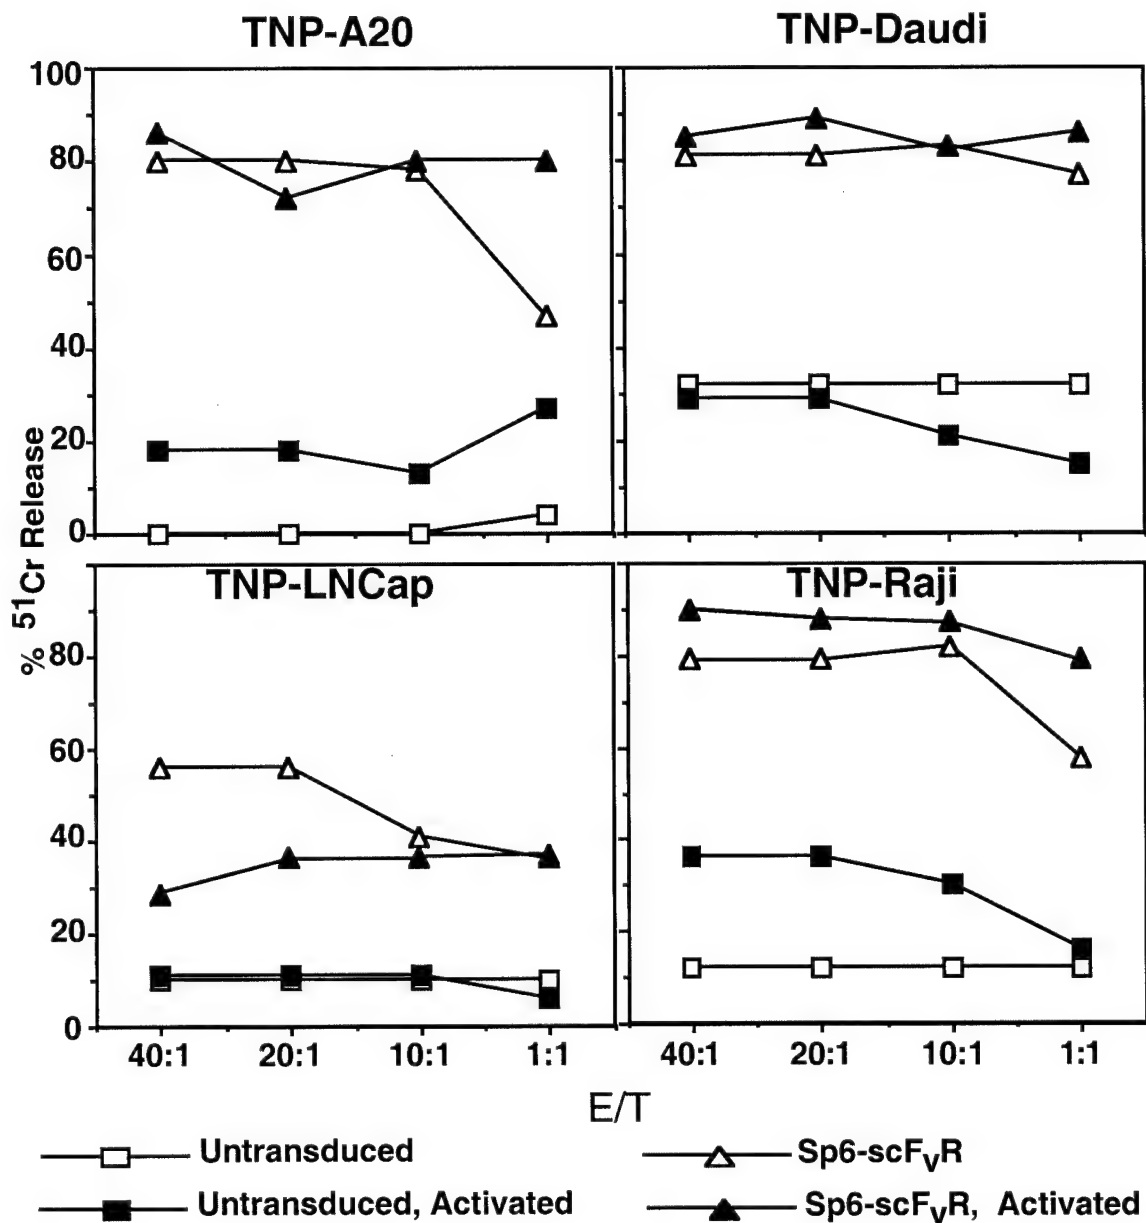 TNP-A20
TNP-Daudi
100
80
60
40
20
0
% 51Cr Release
TNP-LNCap
TNP-Raji
80
60
40
20
0
40:1 20:1 10:1 1:1
40:1 20:1 10:1 1:1
E/T
Untransduced
Sp6-scFVR
Untransduced, Activated
Sp6-scFVR, Activated